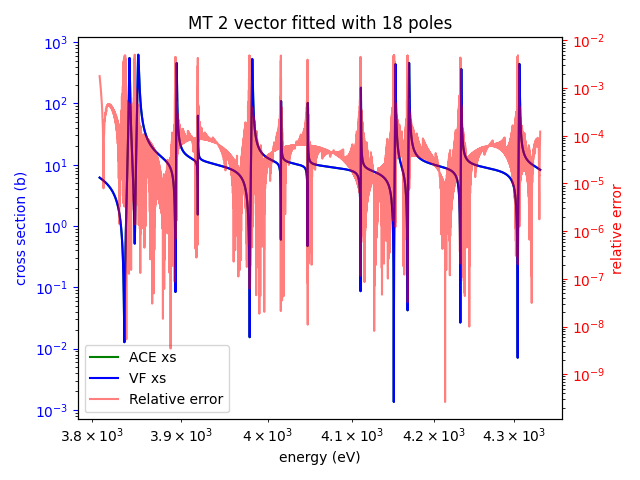 MT 2 vector fitted with 18 poles
10³
10²
10¹
10⁰
10⁻¹
10⁻²
10⁻³
cross section (b)
10⁻²
10⁻³
10⁻⁴
10⁻⁵
10⁻⁶
10⁻⁷
10⁻⁸
10⁻⁹
relative error
ACE xs
VF xs
Relative error
3.8 × 10³ 3.9 × 10³ 4 × 10³ 4.1 × 10³ 4.2 × 10³ 4.3 × 10³
energy (eV)